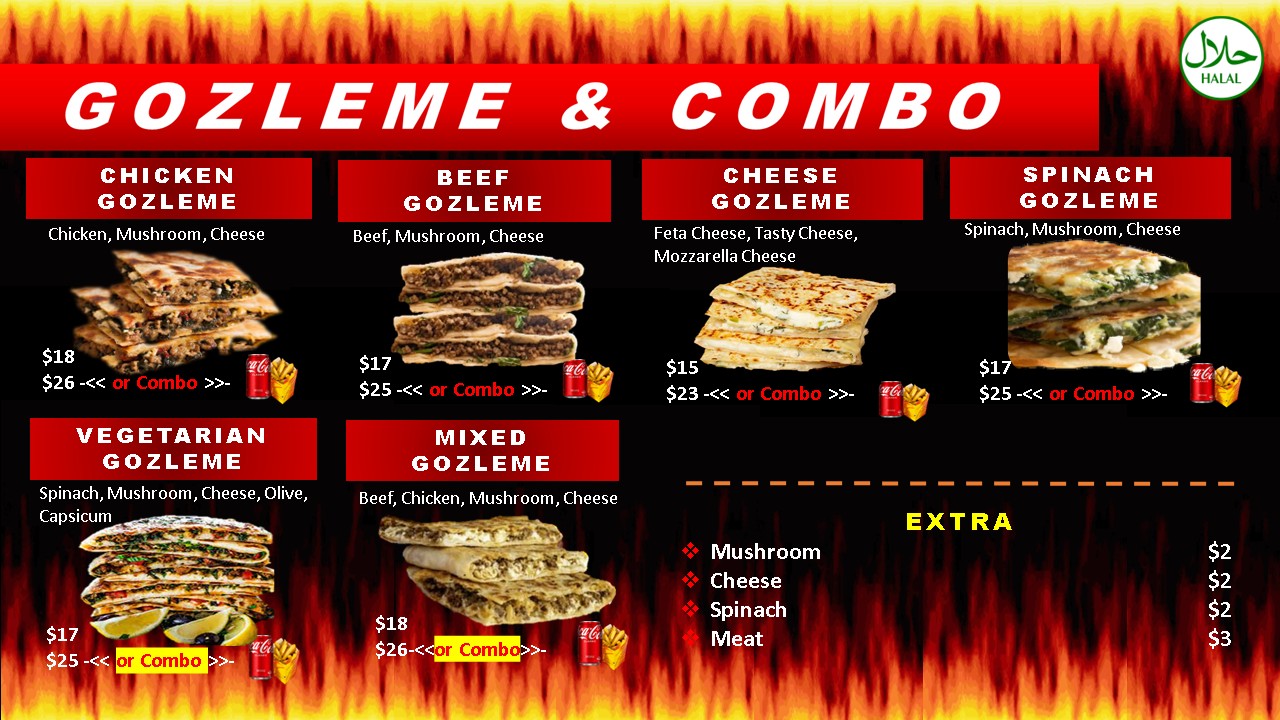 حلال
HALAL
GOZLEME & COMBO
CHICKEN
GOZLEME
Chicken, Mushroom, Cheese
$18
$26 -<< or Combo >>-
BEEF
GOZLEME
Beef, Mushroom, Cheese
$17
$25 -<< or Combo >>-
CHEESE
GOZLEME
Feta Cheese, Tasty Cheese,
Mozzarella Cheese
$15
$23 -<< or Combo >>-
SPINACH
GOZLEME
Spinach, Mushroom, Cheese
$17
$25 -<< or Combo >>-
VEGETARIAN
GOZLEME
Spinach, Mushroom, Cheese, Olive,
Capsicum
$17
$25 -<< or Combo >>-
MIXED
GOZLEME
Beef, Chicken, Mushroom, Cheese
$18
$26-<<or Combo>>-
EXTRA
Mushroom $2
Cheese $2
Spinach $2
Meat $3